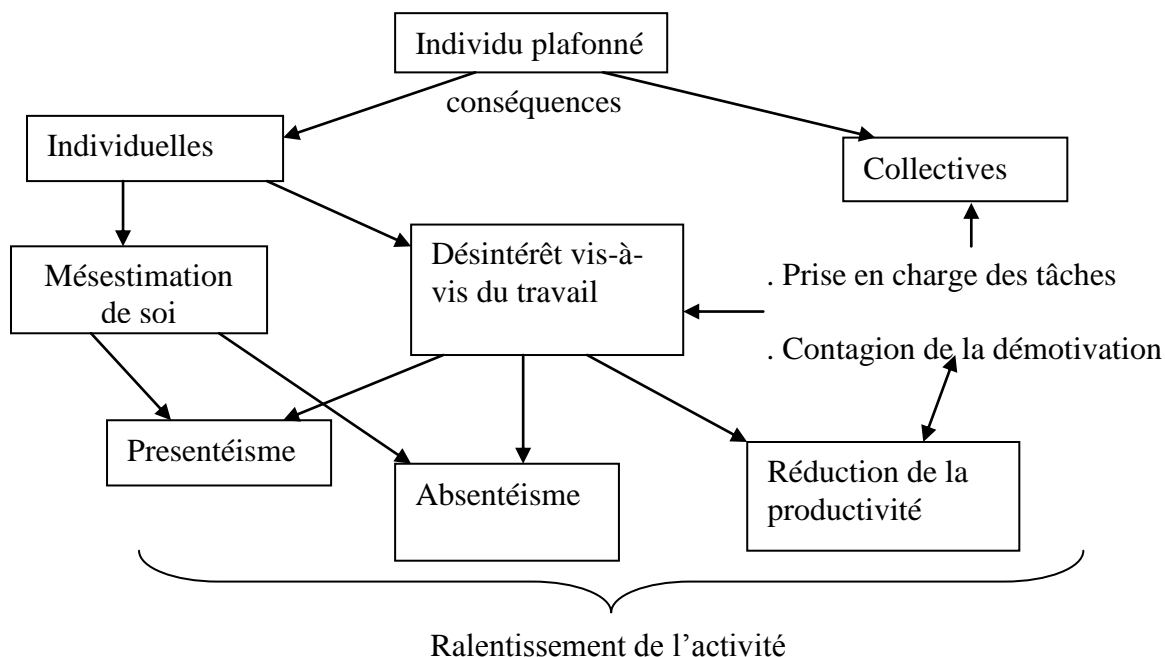 Individu plafonné
conséquences
Individuelles
Collectives
Désintérêt vis-à-
vis du travail
Mésestimation
de soi
. Prise en charge des tâches
. Contagion de la démotivation
Presentéisme
Absentéisme
Réduction de la
productivité
Ralentissement de l’activité